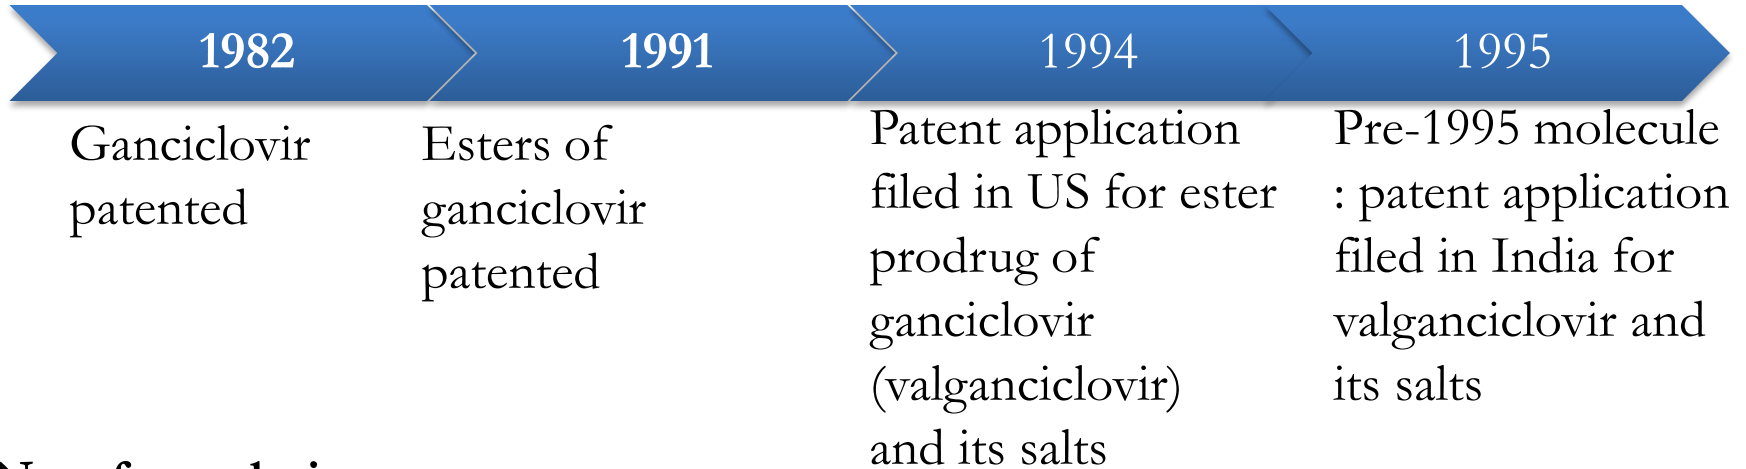 1982
1991
1994
1995
Ganciclovir
patented
Esters of
ganciclovir
patented
Patent application
filed in US for ester
prodrug of
ganciclovir
(valganciclovir)
and its salts
Pre-1995 molecule
: patent application
filed in India for
valganciclovir and
its salts